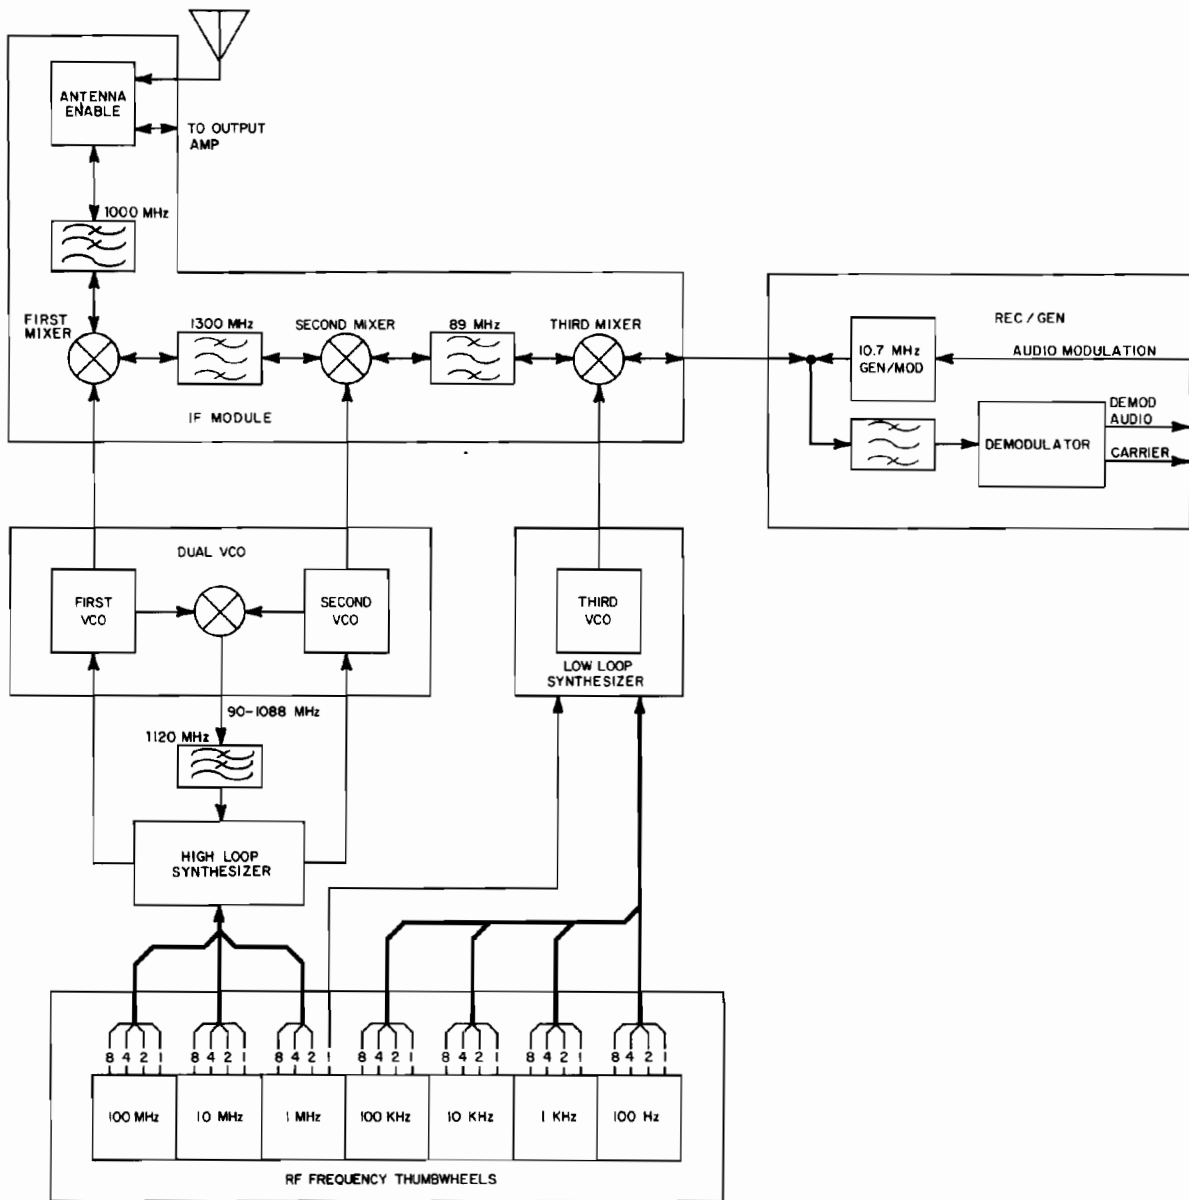 ANTENNA
ENABLE
TO OUTPUT
AMP
1000 MHz
FIRST
MIXER
1300 MHz
SECOND MIXER
89 MHz
THIRD MIXER
IF MODULE
REC / GEN
10.7 MHz
GEN/MOD
AUDIO MODULATION
DEMOD
AUDIO
DEMODULATOR
CARRIER
DUAL VCO
FIRST
VCO
SECOND
VCO
THIRD
VCO
LOW LOOP
SYNTHESIZER
90-1088 MHz
1120 MHz
HIGH LOOP
SYNTHESIZER
8 4 2 1 8 4 2 1 8 4 2 1 8 4 2 1 8 4 2 1 8 4 2 1 8 4 2 1
100 MHz 10 MHz 1 MHz 100 KHz 10 KHz 1 KHz 100 Hz
RF FREQUENCY THUMBWHEELS